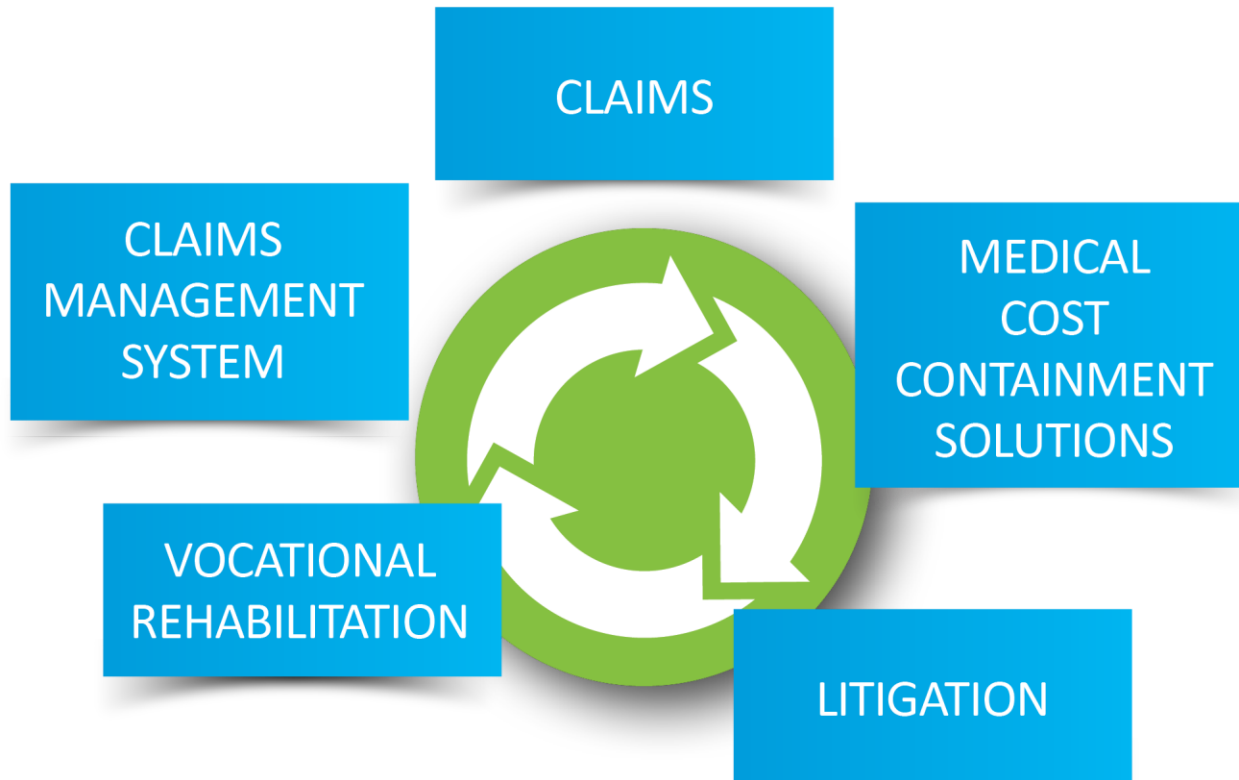 CLAIMS
CLAIMS
MANAGEMENT
SYSTEM
MEDICAL
COST
CONTAINMENT
SOLUTIONS
VOCATIONAL
REHABILITATION
LITIGATION